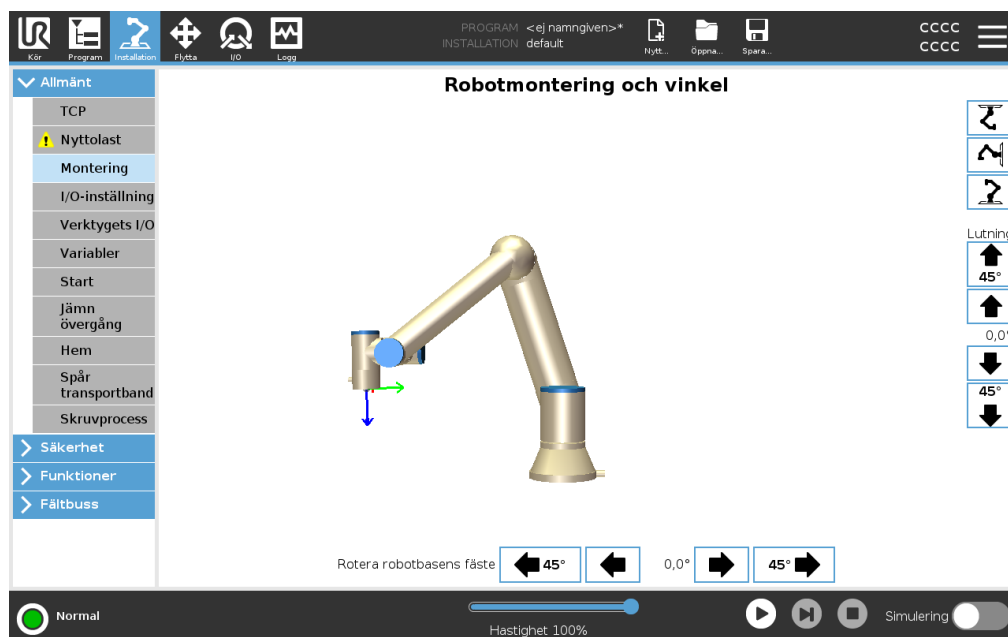 PROGRAM <ej namngiven>*
INSTALLATION default
Kör
Program
Installation
Flytta
I/O
Logg
Nytt...
Öppna...
Spara...
cccc
cccc
Allmänt
TCP
Nyttolast
Montering
I/O-inställning
Verktygets I/O
Variabler
Start
Jämn
övergång
Hem
Spår
transportband
Skruvprocess
Säkerhet
Funktioner
Fältbuss
Robotmontering och vinkel
Lutning
45°
0,0°
45°
Rotera robotbasens fäste
45°
0,0°
45°
Normal
Hastighet 100%
Simulering